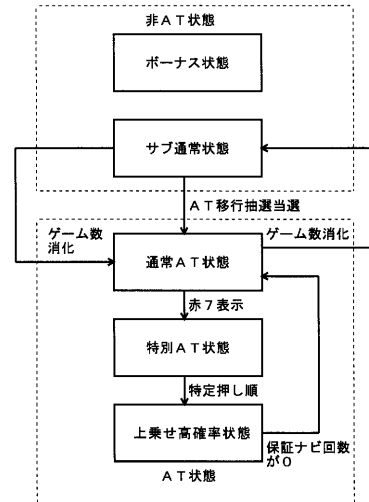 非ＡＴ状態
ボーナス状態
サブ通常状態
ＡＴ移行抽選当選
ゲーム数
消化
ゲーム数消化
通常ＡＴ状態
赤７表示
特別ＡＴ状態
特定押し順
上乗せ高確率状態
保証ナビ回数
が０
ＡＴ状態